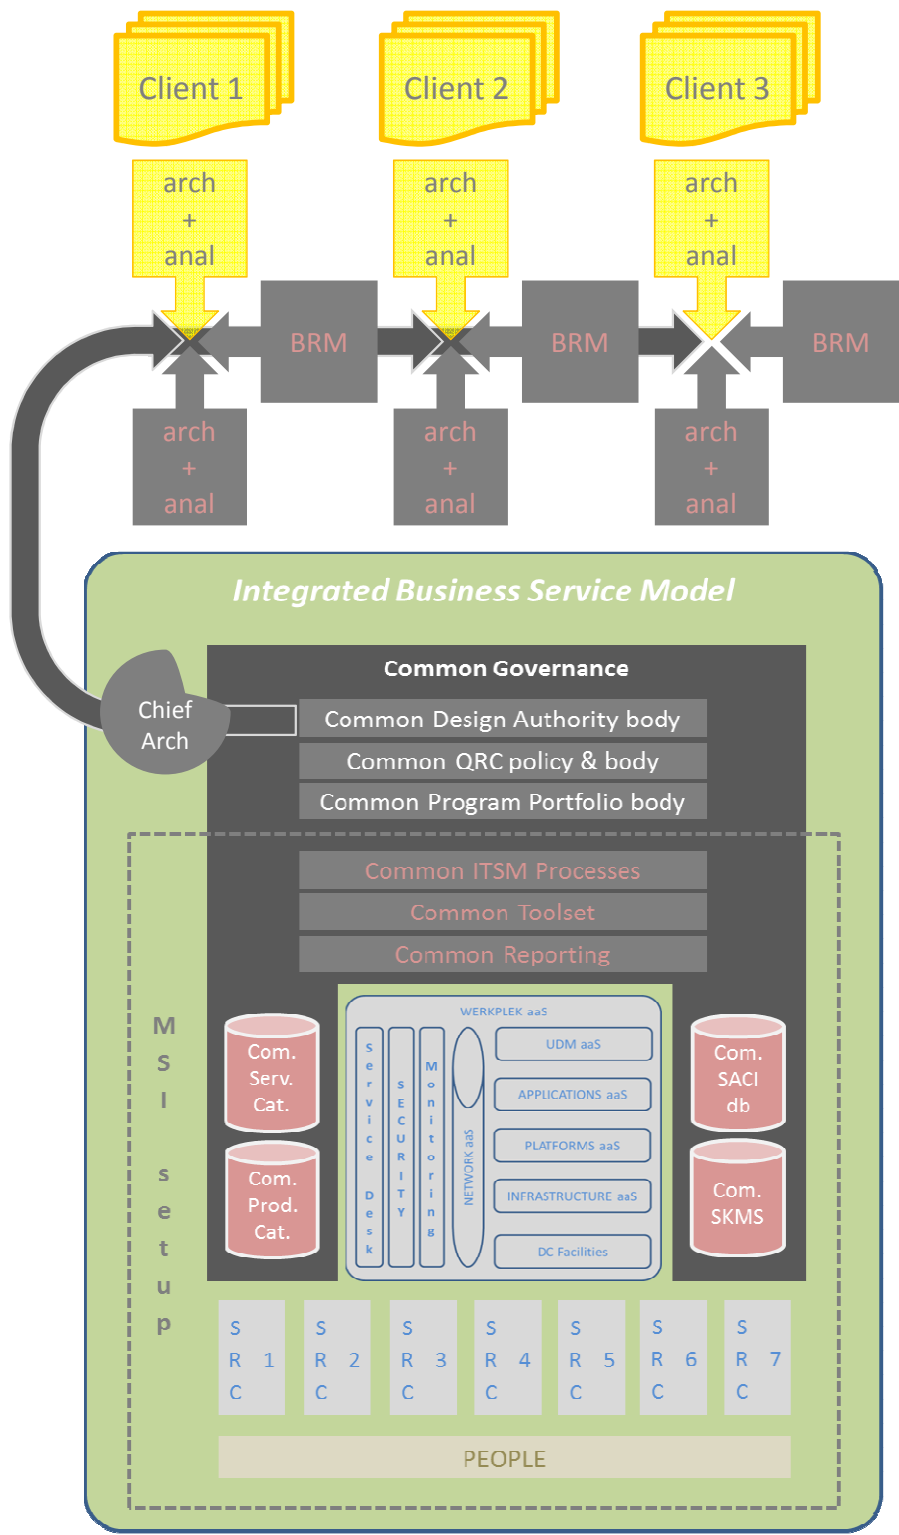 Client 1
Client 2
Client 3
arch
+
anal
arch
+
anal
arch
+
anal
BRM
BRM
BRM
arch
+
anal
arch
+
anal
arch
+
anal
Integrated Business Service Model
Common Governance
Chief
Arch
Common Design Authority body
Common QRC policy & body
Common Program Portfolio body
Common ITSM Processes
Common Toolset
Common Reporting
MSI setup
Com.
Serv.
Cat.
Com.
Prod.
Cat.
WERKPLEK aaS
Service Desk
SECURITY
Monitoring
NETWORK aaS
UDM aaS
APPLICATIONS aaS
PLATFORMS aaS
INFRASTRUCTURE aaS
DC Facilities
Com.
SACI
db
Com.
SKMS
SRC 1
SRC 2
SRC 3
SRC 4
SRC 5
SRC 6
SRC 7
PEOPLE